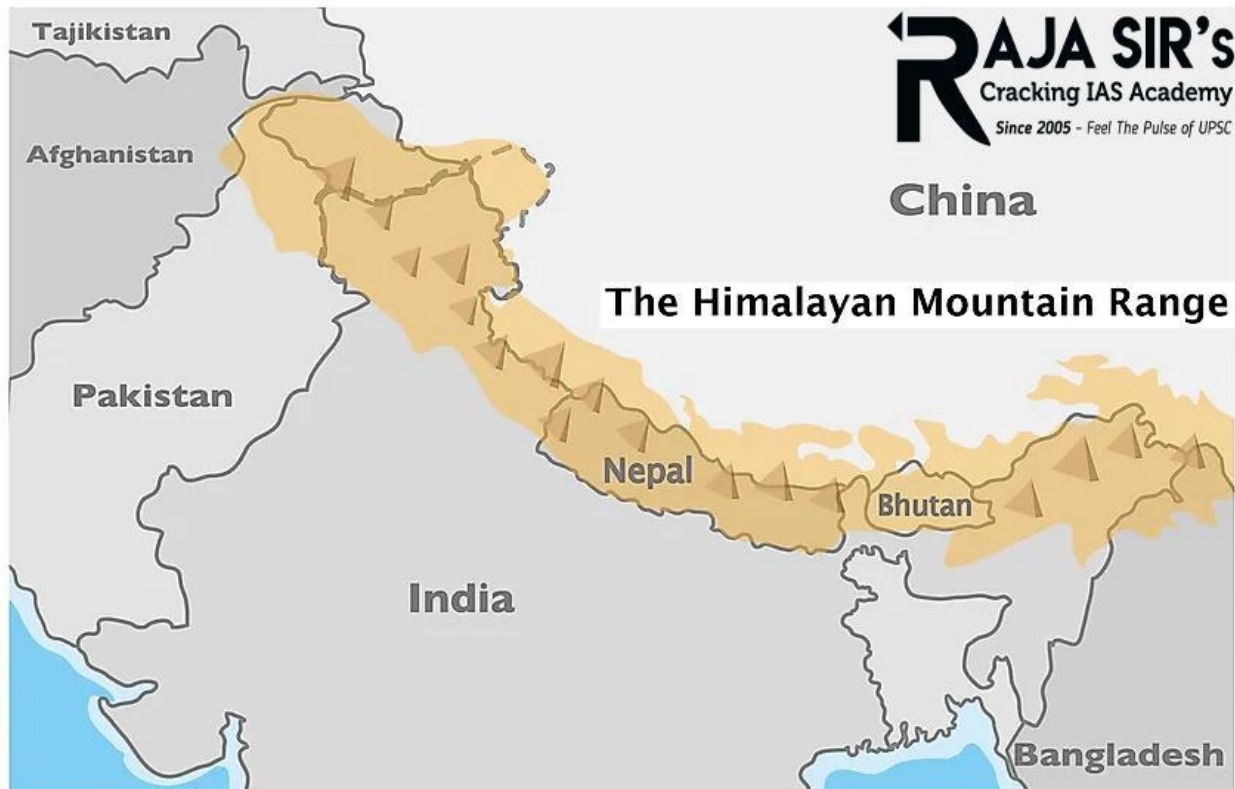 Tajikistan
RAJA SIR's
Cracking IAS Academy
Since 2005 - Feel The Pulse of UPSC
Afghanistan
China
The Himalayan Mountain Range
Pakistan
Nepal
Bhutan
India
Bangladesh